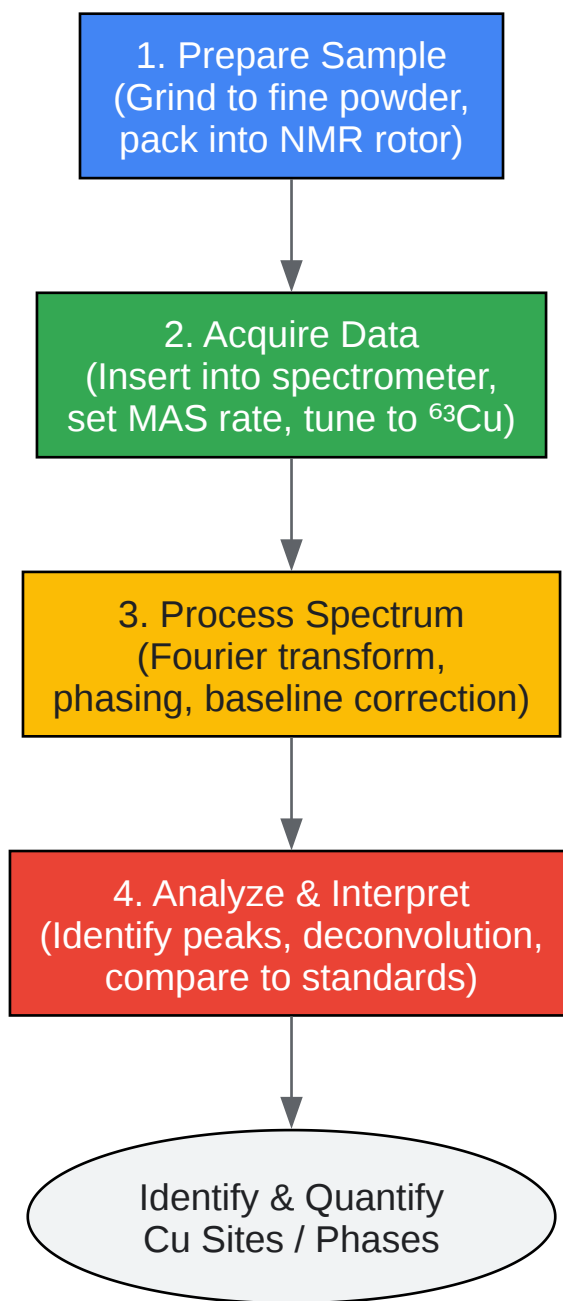 1. Prepare Sample
(Grind to fine powder,
pack into NMR rotor)
2. Acquire Data
(Insert into spectrometer,
set MAS rate, tune to ⁶³Cu)
3. Process Spectrum
(Fourier transform,
phasing, baseline correction)
4. Analyze & Interpret
(Identify peaks, deconvolution,
compare to standards)
Identify & Quantify
Cu Sites / Phases